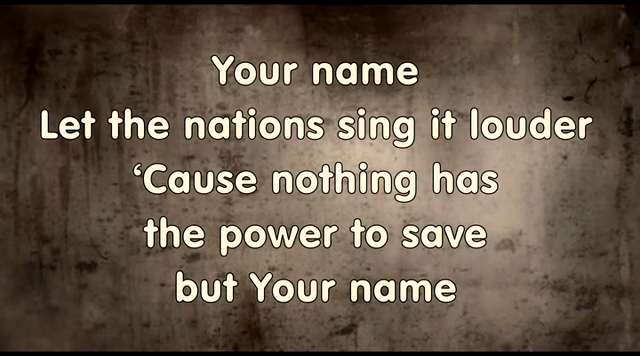 Your name
Let the nations sing it louder
‘Cause nothing has
the power to save
but Your name